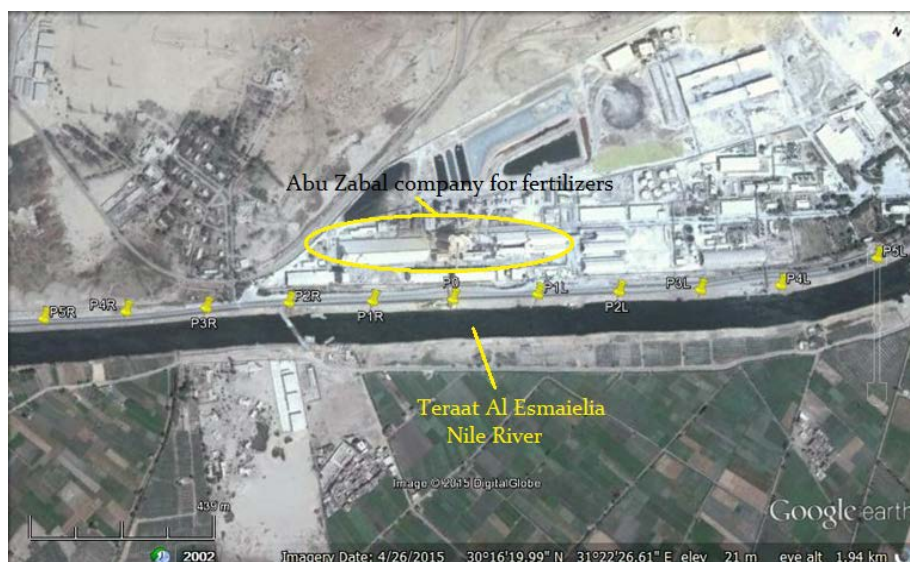 N
Abu Zabal company for fertilizers
P5R
P4R
P3R
P2R
P1R
P0
P1L
P2L
P3L
P4L
P5L
Teraat Al Esmaielia
Nile River
Image © 2015 DigitalGlobe
Google earth
439 m
2002
Imagery Date: 4/26/2015 30°16'19.99" N 31°22'26.61" E elev 21 m eye alt 1.94 km